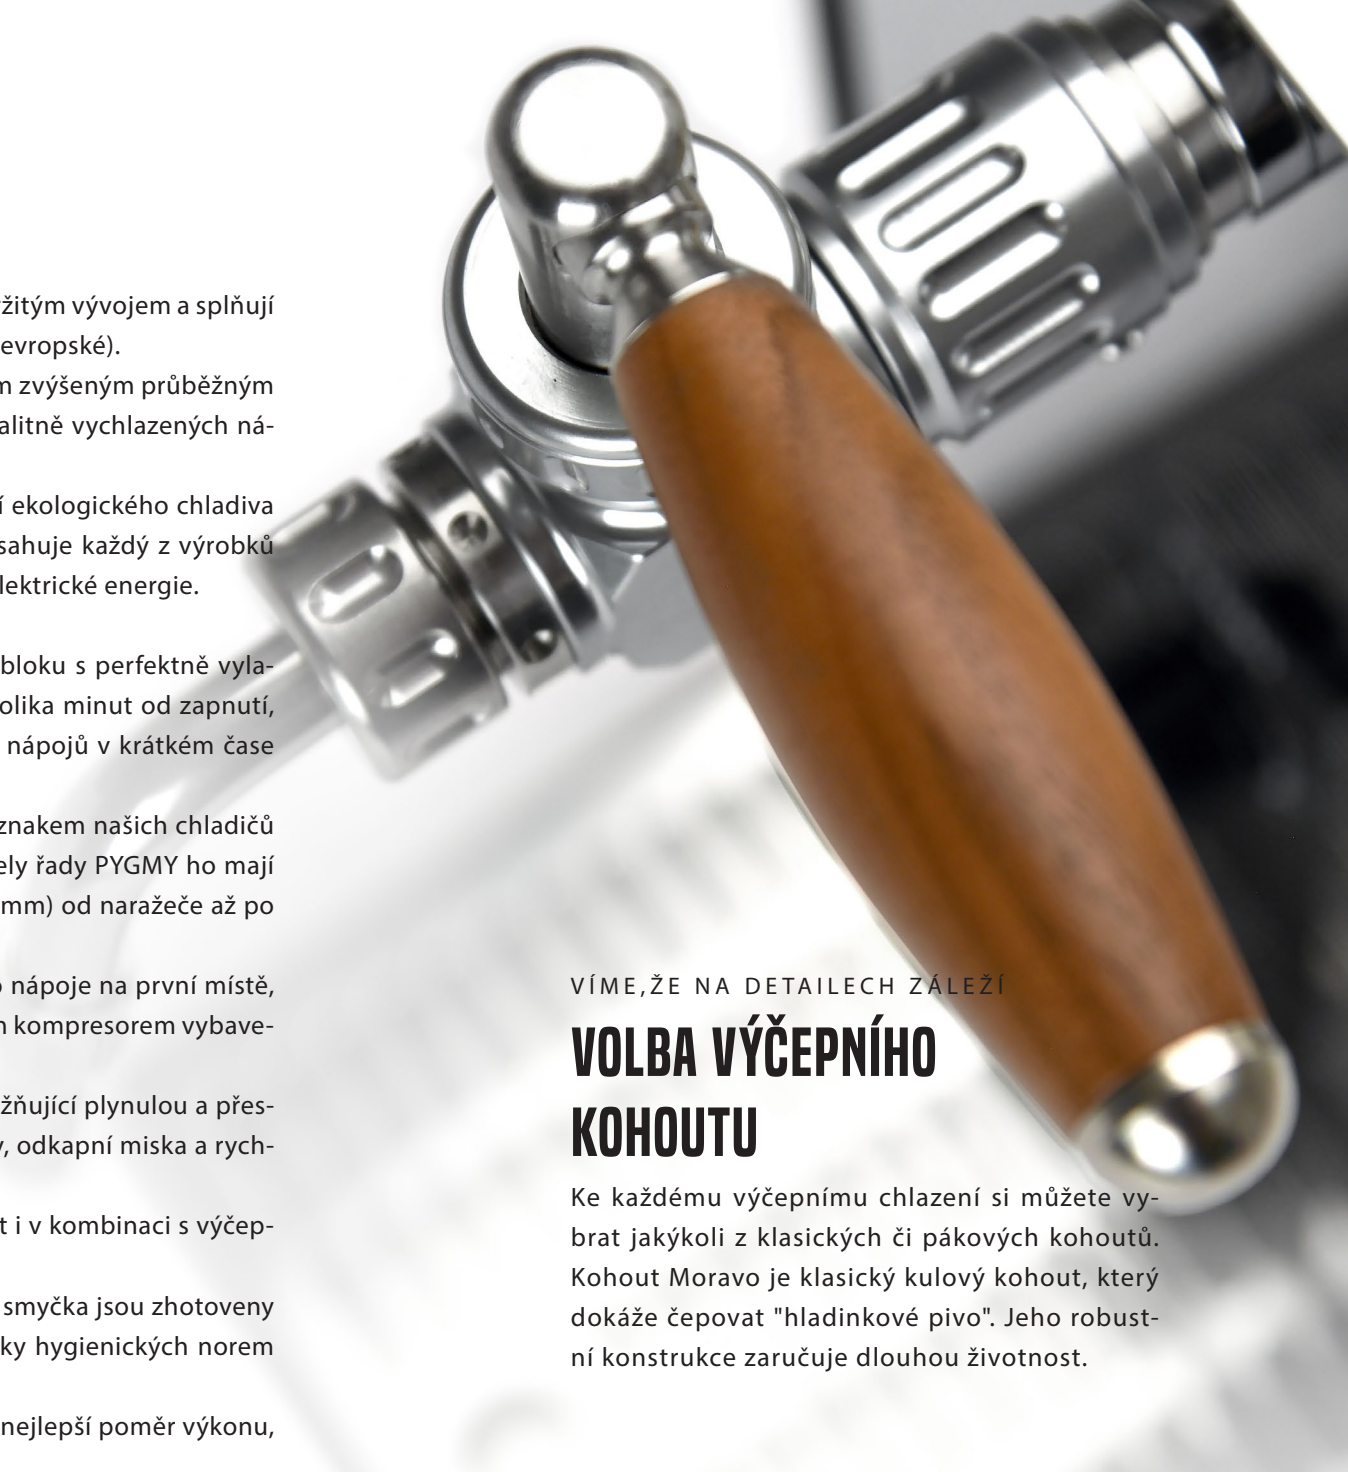 žitým vývojem a splňují
evropské).
zvýšeným průběžným
alitně vychlazených ná-
ekologického chladiva
sahuje každý z výrobků
lektrické energie.
bloku s perfektně vyla-
olika minut od zapnutí,
nápojů v krátkém čase
znakem našich chladičů
ely řady PYGMY ho mají
mm) od naražeče až po
nápoje na první místě,
kompresorem vybave-
žňující plynulou a přes-
odkapní miska a rych-
t i v kombinaci s výčep-
smyčka jsou zhotoveny
ky hygienických norem
nejlepší poměr výkonu,
VÍME,ŽE NA DETAILECH ZÁLEŽÍ
VOLBA VÝČEPNÍHO
KOHOUTU
Ke každému výčepnímu chlazení si můžete vy-
brat jakýkoli z klasických či pákových kohoutů.
Kohout Moravo je klasický kulový kohout, který
dokáže čepovat "hladinkové pivo". Jeho robust-
ní konstrukce zaručuje dlouhou životnost.